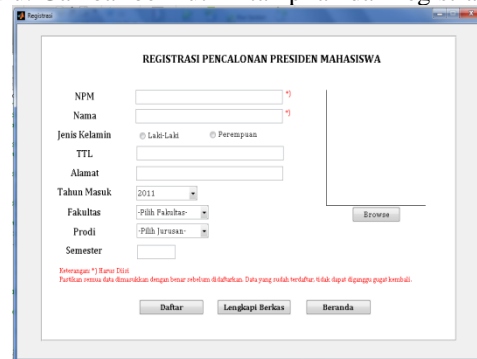 Registrasi
REGISTRASI PENCALONAN PRESIDEN MAHASISWA
NPM *)
Nama *)
Jenis Kelamin Laki-Laki Perempuan
TTL
Alamat
Tahun Masuk 2011
Fakultas -Pilih Fakultas-
Browse
Prodi -Pilih Jurusan-
Semester
Keterangan *) Harus Diisi
Pastikan semua data dimasukkan dengan benar sebelum didaftarkan. Data yang sudah terdaftar tidak dapat diganggu gugat kembali.
Daftar Lengkapi Berkas Beranda